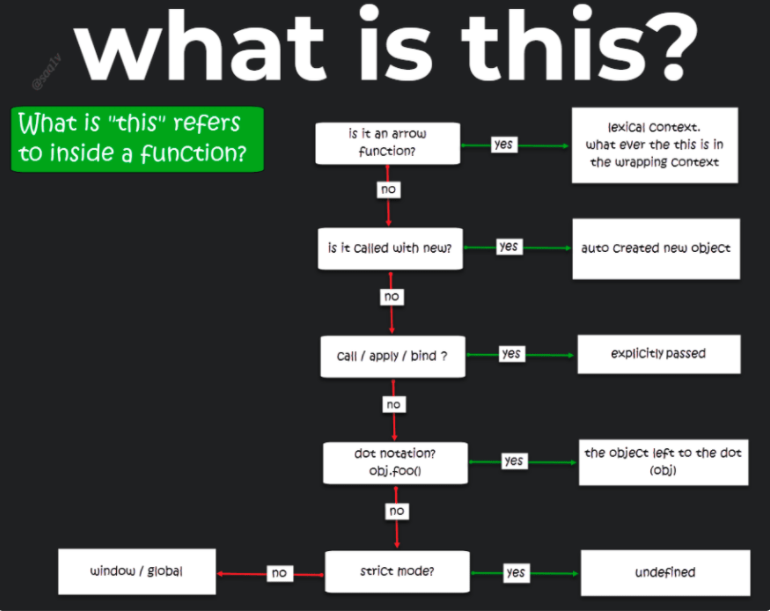 what is this?
@soolv
What is "this" refers
to inside a function?
is it an arrow
function?
yes
lexical context.
what ever the this is in
the wrapping context
no
is it called with new?
yes
auto created new object
no
call / apply / bind ?
yes
explicitly passed
no
dot notation?
obj.foo()
yes
the object left to the dot
(obj)
no
window / global
no
strict mode?
yes
undefined